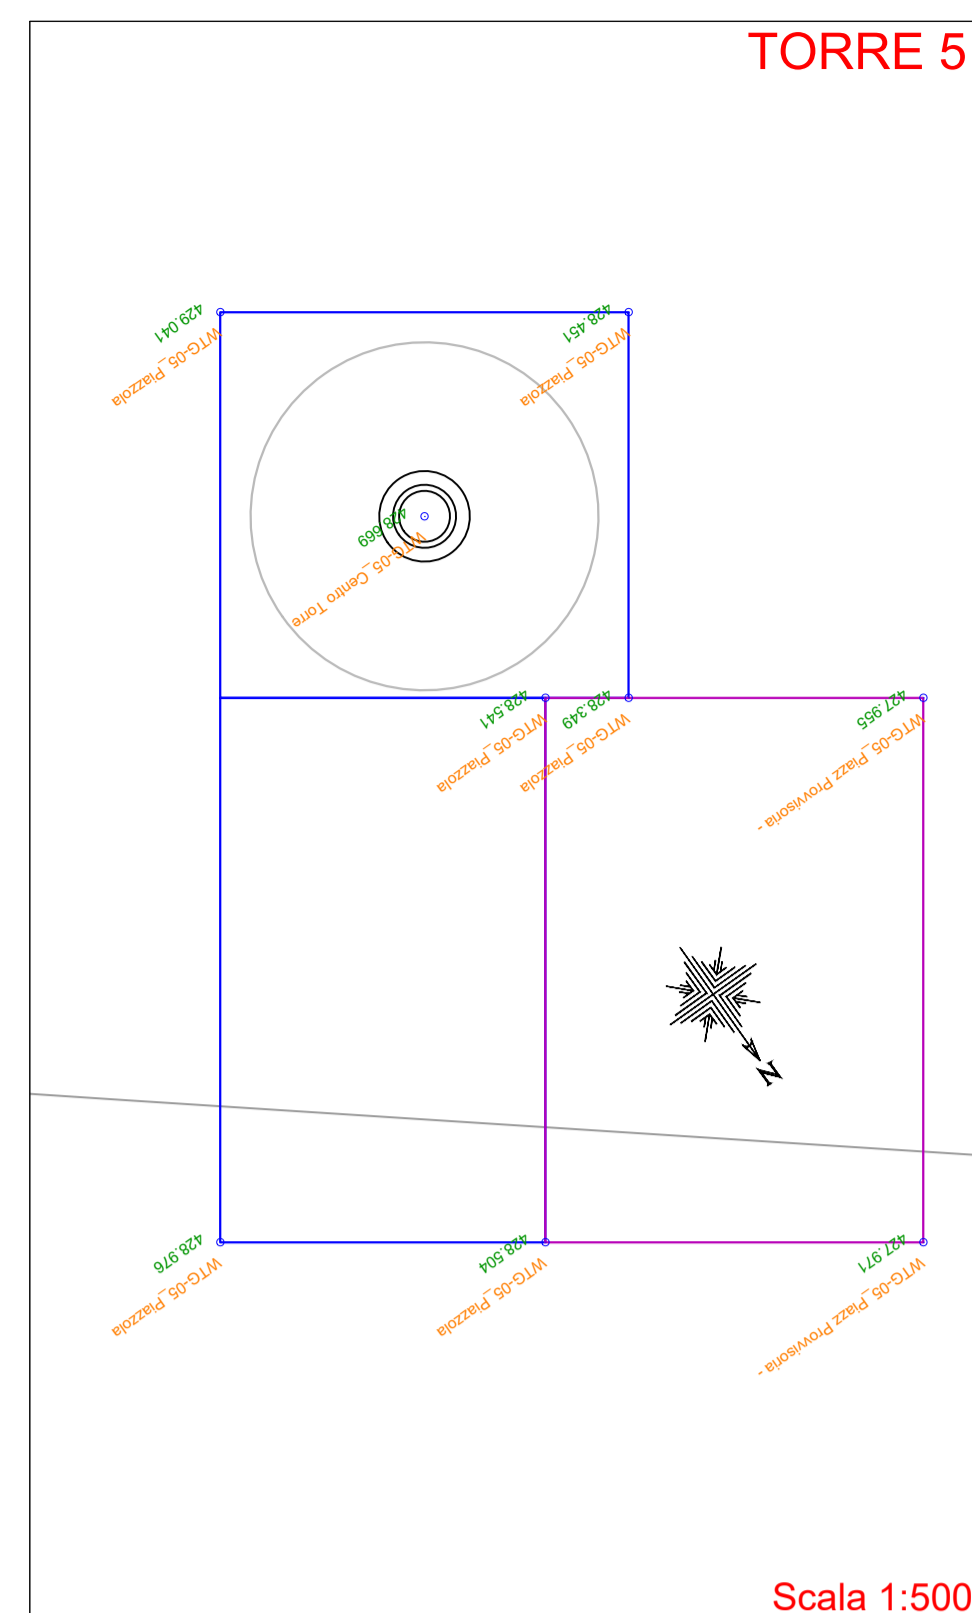 TORRE 5
429.041
WTG-05_Piazzola
428.451
WTG-05_Piazzola
428.669
WTG-05_Centro Torre
428.541
WTG-05_Piazzola
428.349
WTG-05_Piazzola
427.955
WTG-05_Piazz Provvisoria -
N
428.976
WTG-05_Piazzola
428.504
WTG-05_Piazzola
427.971
WTG-05_Piazz Provvisoria -
Scala 1:500